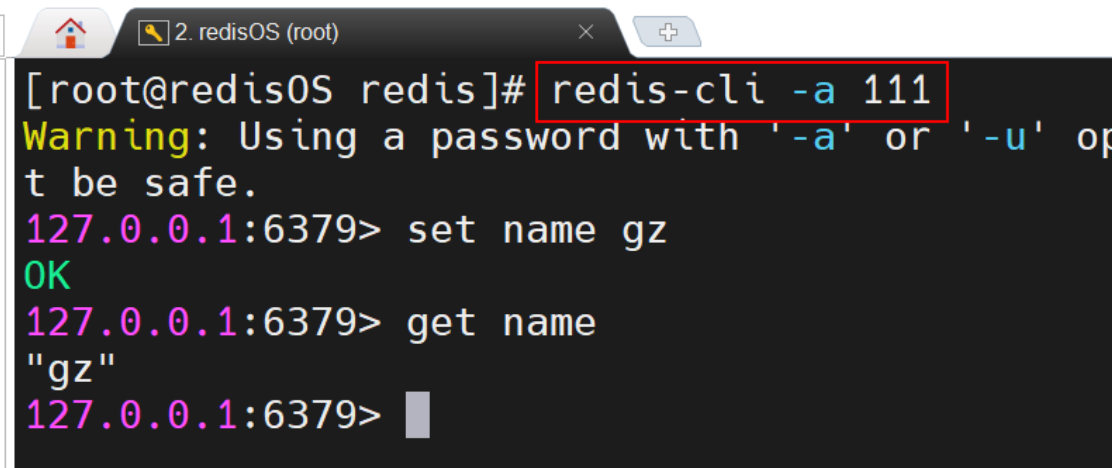 2. redisOS (root)
[root@redisOS redis]# redis-cli -a 111
Warning: Using a password with '-a' or '-u' op
t be safe.
127.0.0.1:6379> set name gz
OK
127.0.0.1:6379> get name
"gz"
127.0.0.1:6379>